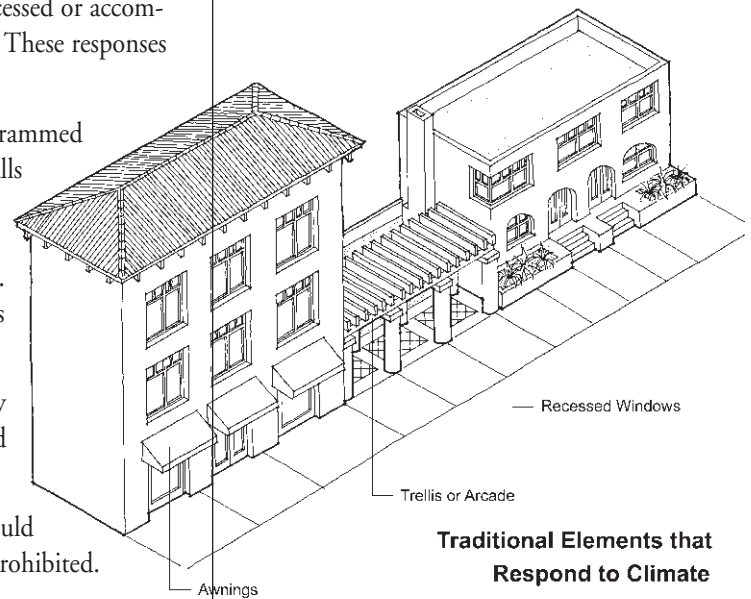 cessed or accom-
These responses
rammed
lls
.
s
y
d
uld
rohibited.
Recessed Windows
Trellis or Arcade
Awnings
Traditional Elements that
Respond to Climate